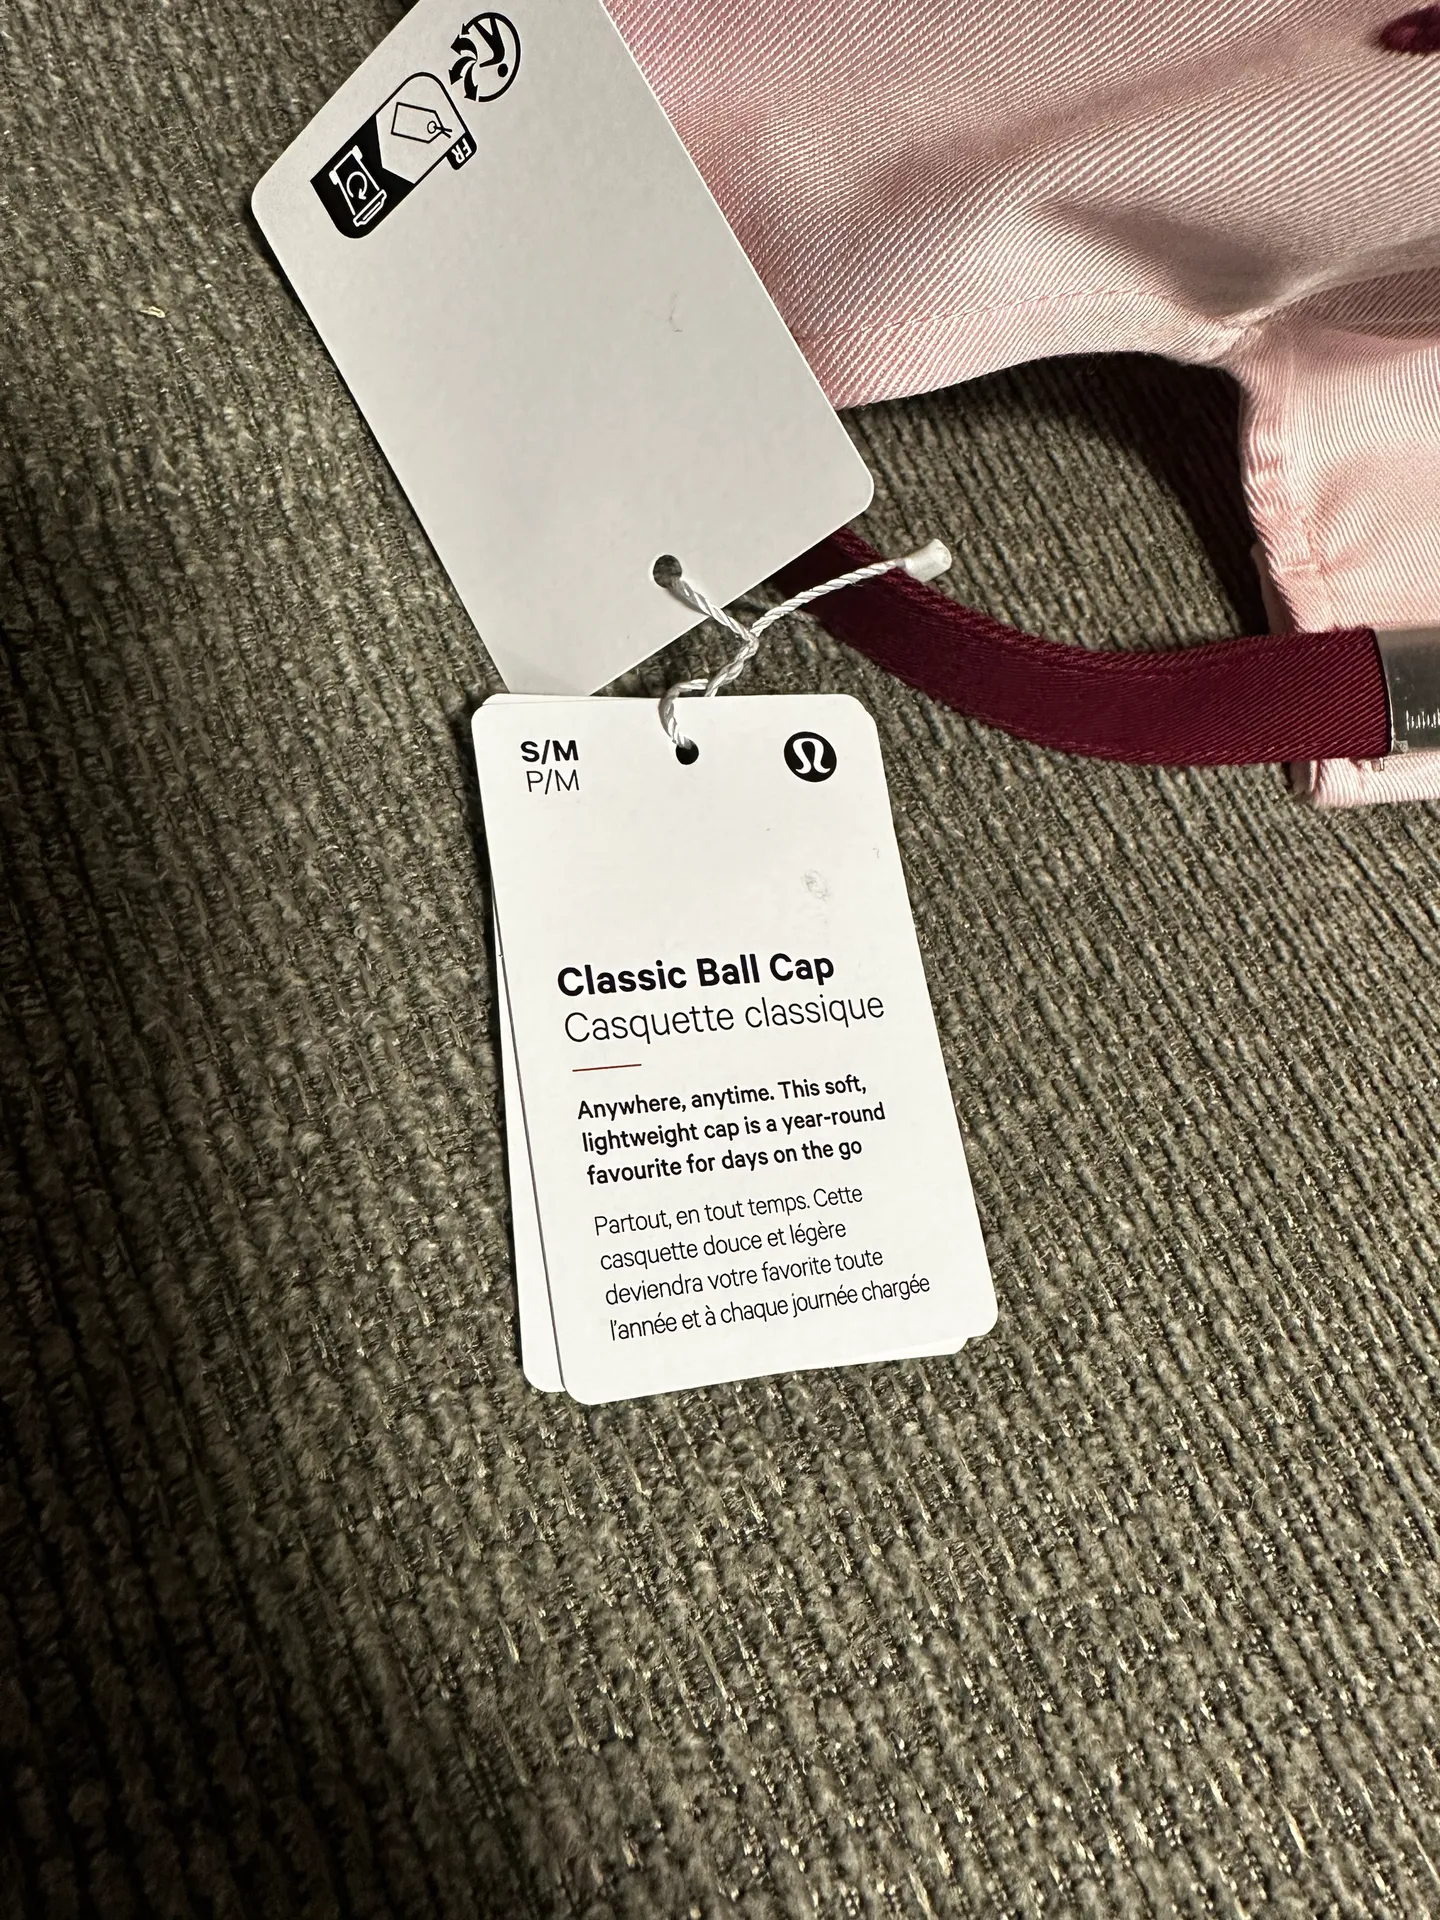 FR
S/M
P/M
Classic Ball Cap
Casquette classique
Anywhere, anytime. This soft,
lightweight cap is a year-round
favourite for days on the go
Partout, en tout temps. Cette
casquette douce et légère
deviendra votre favorite toute
l'année et à chaque journée chargée